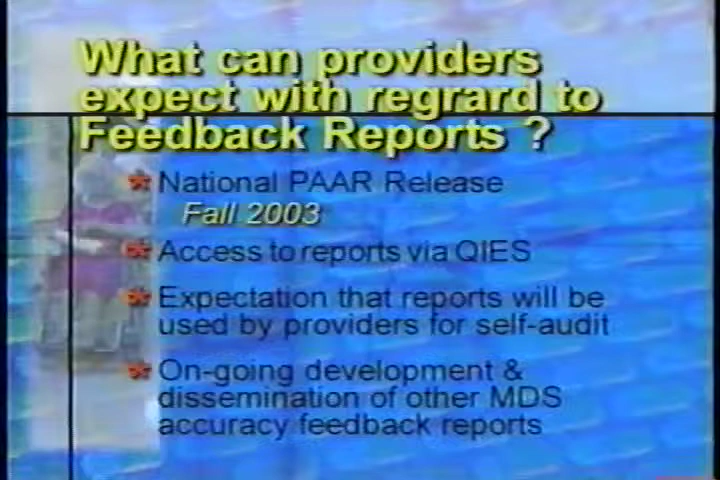 What can providers
expect with regrard to
Feedback Reports ?
* National PAAR Release
Fall 2003
* Access to reports via QIES
* Expectation that reports will be
used by providers for self-audit
* On-going development &
dissemination of other MDS
accuracy feedback reports